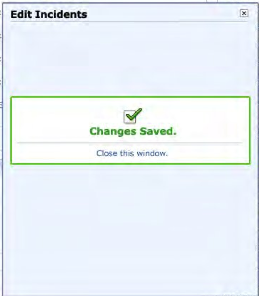 Edit Incidents
Changes Saved.
Close this window.